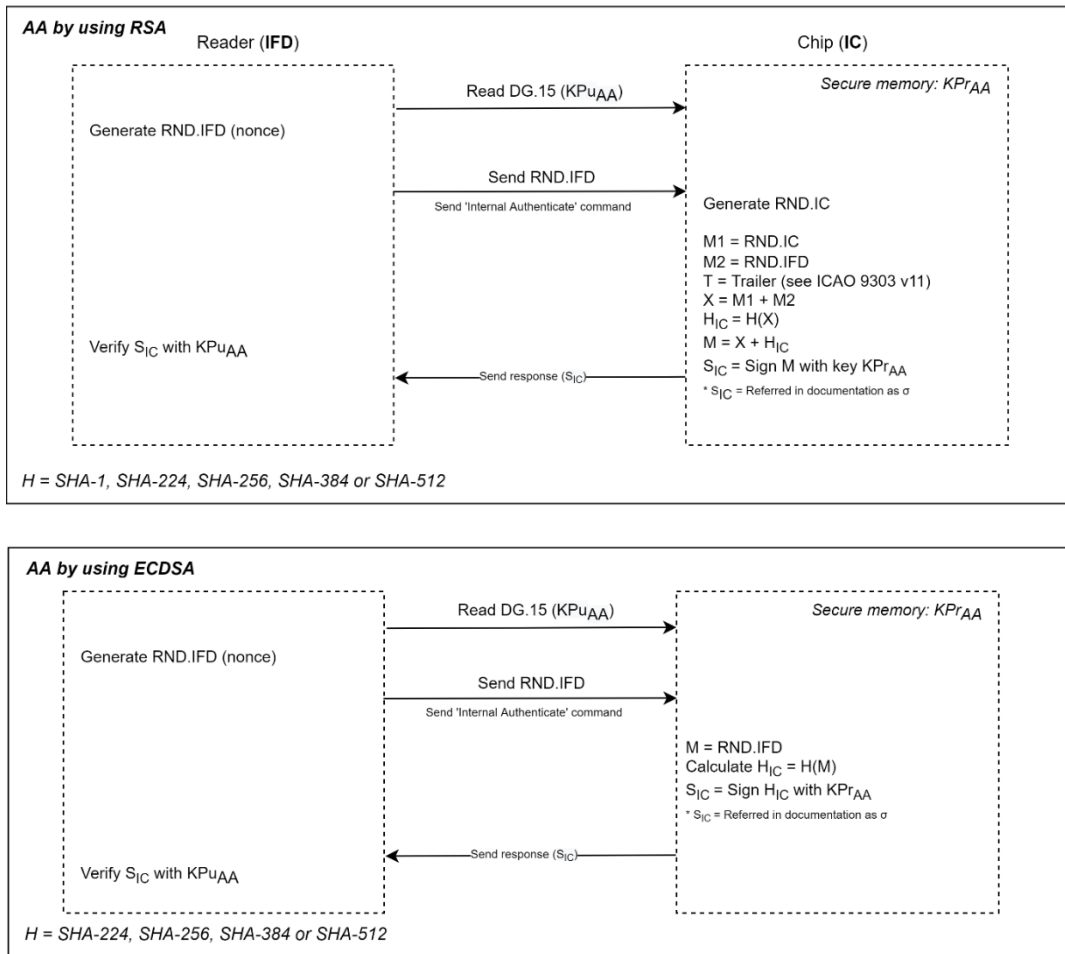 AA by using RSA
Reader (IFD)
Chip (IC)
Read DG.15 (KPuAA)
Secure memory: KPrAA
Generate RND.IFD (nonce)
Send RND.IFD
Send 'Internal Authenticate' command
Generate RND.IC
M1 = RND.IC
M2 = RND.IFD
T = Trailer (see ICAO 9303 v11)
X = M1 + M2
HIC = H(X)
M = X + HIC
SIC = Sign M with key KPrAA
* SIC = Referred in documentation as σ
Verify SIC with KPuAA
Send response (SIC)
H = SHA-1, SHA-224, SHA-256, SHA-384 or SHA-512
AA by using ECDSA
Read DG.15 (KPuAA)
Secure memory: KPrAA
Generate RND.IFD (nonce)
Send RND.IFD
Send 'Internal Authenticate' command
M = RND.IFD
Calculate HIC = H(M)
SIC = Sign HIC with KPrAA
* SIC = Referred in documentation as σ
Send response (SIC)
Verify SIC with KPuAA
H = SHA-224, SHA-256, SHA-384 or SHA-512